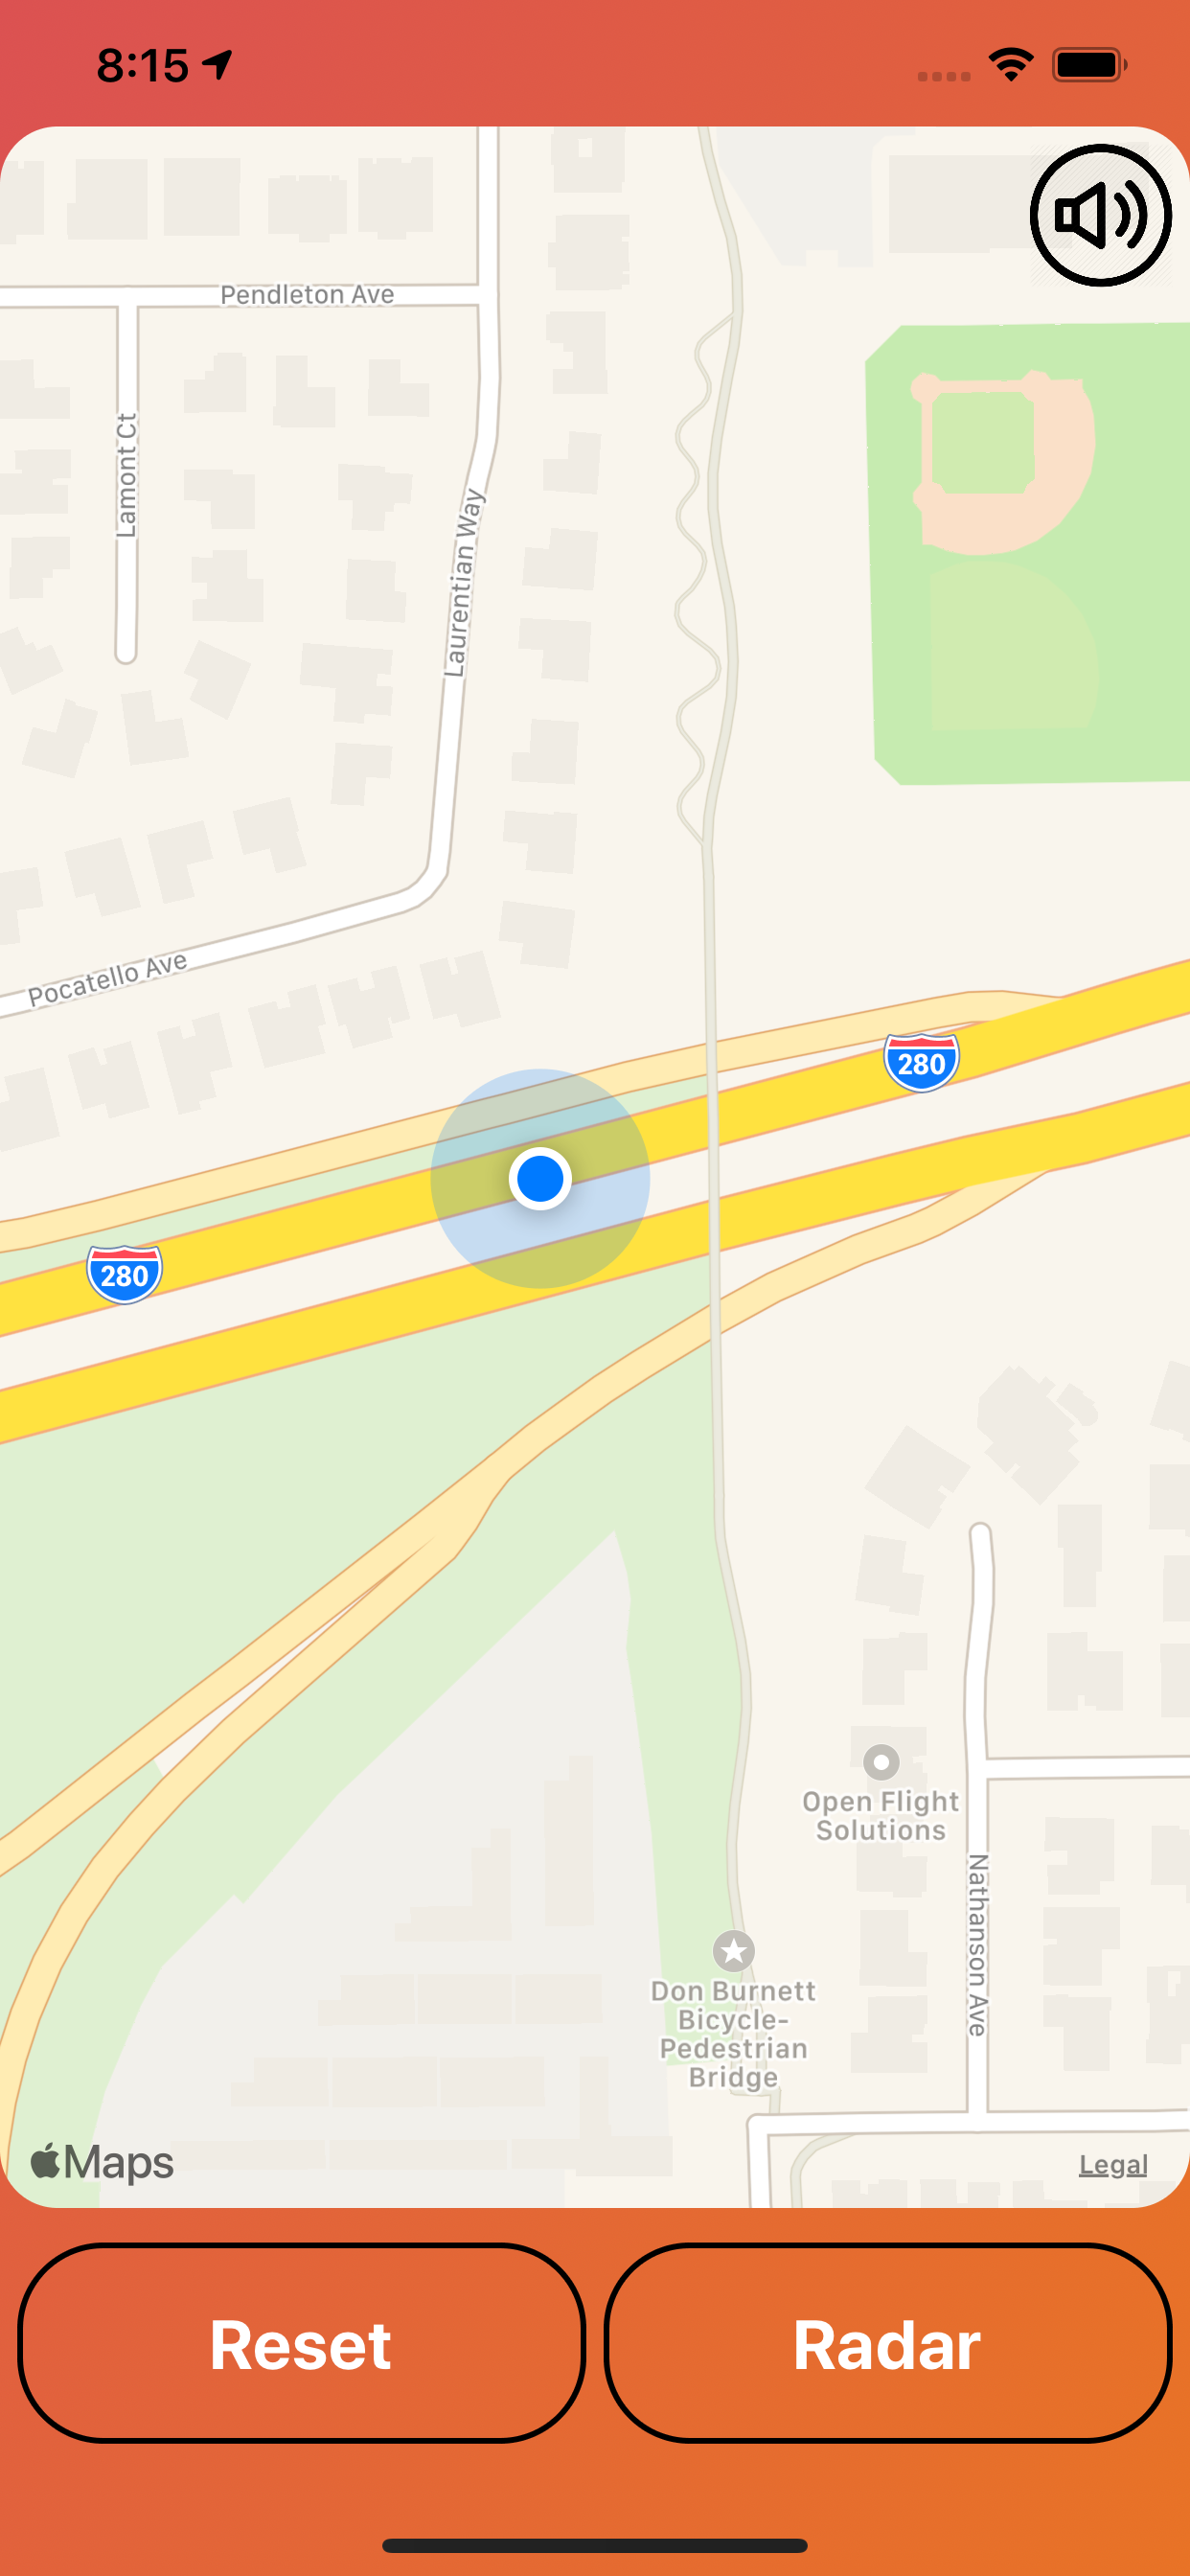 8:15
Pendleton Ave
Lamont Ct
Laurentian Way
Pocatello Ave
280
280
Open Flight
Solutions
Nathanson Ave
Don Burnett
Bicycle-
Pedestrian
Bridge
Maps
Legal
Reset
Radar